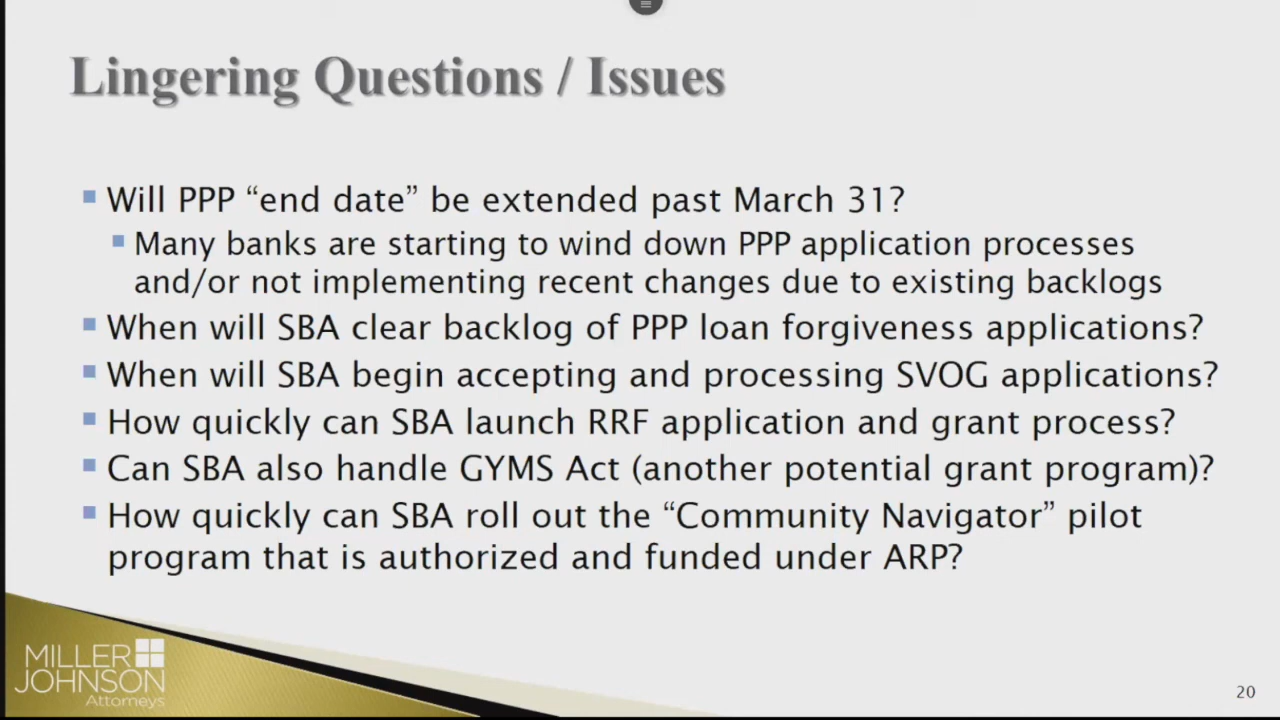 Lingering Questions / Issues
Will PPP “end date” be extended past March 31?
Many banks are starting to wind down PPP application processes
and/or not implementing recent changes due to existing backlogs
When will SBA clear backlog of PPP loan forgiveness applications?
When will SBA begin accepting and processing SVOG applications?
How quickly can SBA launch RRF application and grant process?
Can SBA also handle GYMS Act (another potential grant program)?
How quickly can SBA roll out the “Community Navigator” pilot
program that is authorized and funded under ARP?
MILLER
JOHNSON
Attorneys
20